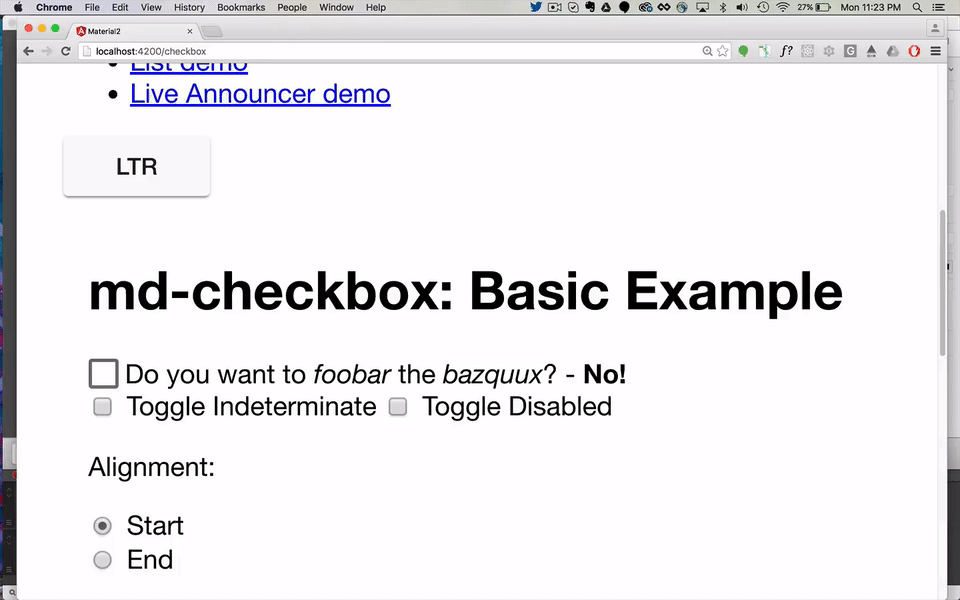 Chrome File Edit View History Bookmarks People Window Help 27% Mon 11:23 PM
Material2
localhost:4200/checkbox
f?
G
List demo
Live Announcer demo
LTR
md-checkbox: Basic Example
Do you want to foobar the bazquux? - No!
Toggle Indeterminate Toggle Disabled
Alignment:
Start
End